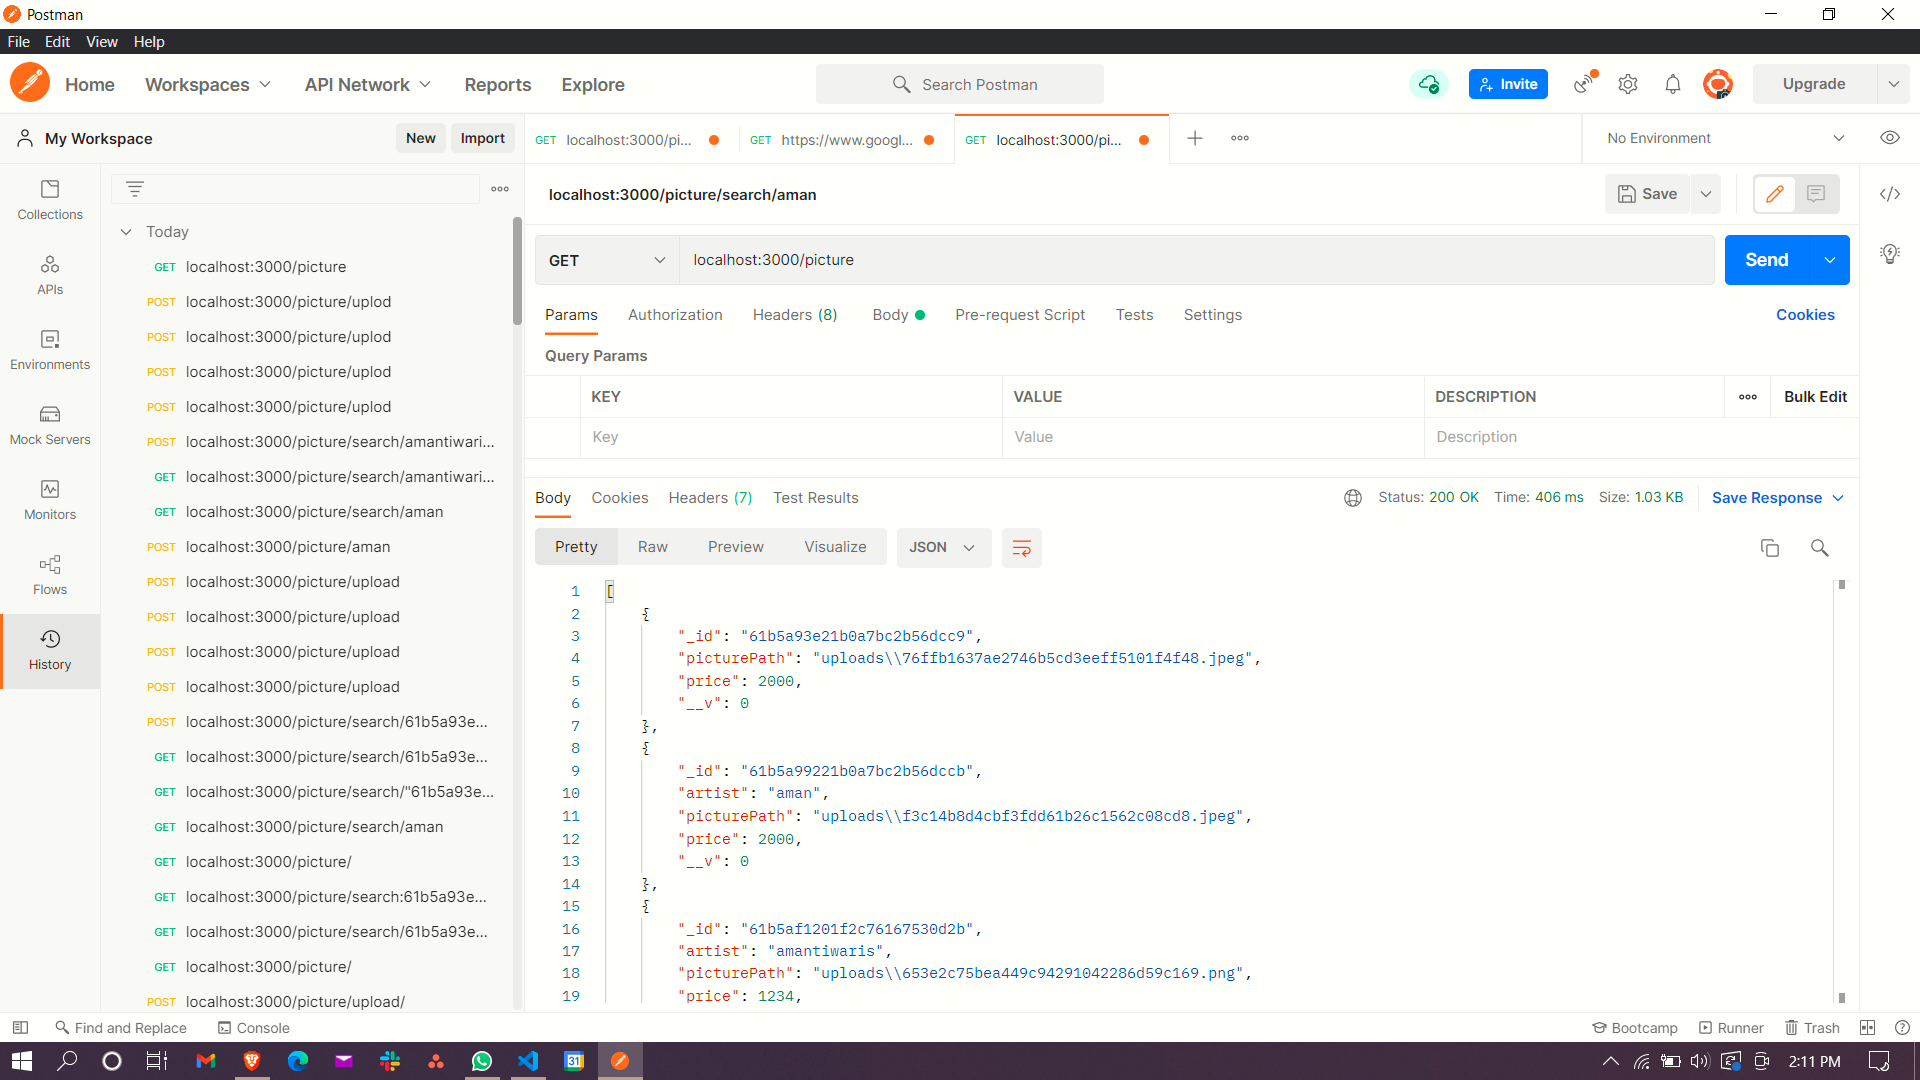 Postman
File Edit View Help
Home Workspaces API Network Reports Explore Search Postman Invite Upgrade
My Workspace New Import GET localhost:3000/pi... GET https://www.googl... GET localhost:3000/pi... No Environment
Collections
APIs
Environments
Mock Servers
Monitors
Flows
History
Today
GET localhost:3000/picture
POST localhost:3000/picture/uplod
POST localhost:3000/picture/uplod
POST localhost:3000/picture/uplod
POST localhost:3000/picture/uplod
POST localhost:3000/picture/search/amantiwari...
GET localhost:3000/picture/search/amantiwari...
GET localhost:3000/picture/search/aman
POST localhost:3000/picture/aman
POST localhost:3000/picture/upload
POST localhost:3000/picture/upload
POST localhost:3000/picture/upload
POST localhost:3000/picture/upload
POST localhost:3000/picture/search/61b5a93e...
GET localhost:3000/picture/search/61b5a93e...
GET localhost:3000/picture/search/"61b5a93e...
GET localhost:3000/picture/search/aman
GET localhost:3000/picture/
GET localhost:3000/picture/search:61b5a93e...
GET localhost:3000/picture/search/61b5a93e...
GET localhost:3000/picture/
POST localhost:3000/picture/upload/
localhost:3000/picture/search/aman Save
GET localhost:3000/picture Send
Params Authorization Headers (8) Body Pre-request Script Tests Settings Cookies
Query Params
KEY VALUE DESCRIPTION Bulk Edit
Key Value Description
Body Cookies Headers (7) Test Results Status: 200 OK Time: 406 ms Size: 1.03 KB Save Response
Pretty Raw Preview Visualize JSON
1 [
2 {
3 "_id": "61b5a93e21b0a7bc2b56dcc9",
4 "picturePath": "uploads\\76ffb1637ae2746b5cd3eeff5101f4f48.jpeg",
5 "price": 2000,
6 "__v": 0
7 },
8 {
9 "_id": "61b5a99221b0a7bc2b56dccb",
10 "artist": "aman",
11 "picturePath": "uploads\\f3c14b8d4cbf3fdd61b26c1562c08cd8.jpeg",
12 "price": 2000,
13 "__v": 0
14 },
15 {
16 "_id": "61b5af1201f2c76167530d2b",
17 "artist": "amantiwaris",
18 "picturePath": "uploads\\653e2c75bea449c94291042286d59c169.png",
19 "price": 1234,
Find and Replace Console Bootcamp Runner Trash
31 2:11 PM